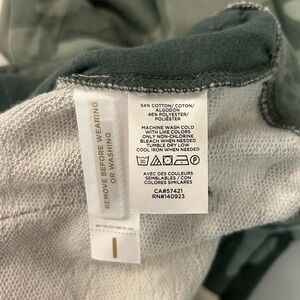 REMOVE BEFORE WEARING
OR WASHING
54% COTTON/ COTON/
ALGODON
46% POLYESTER/
POLIESTER
MACHINE WASH COLD
WITH LIKE COLORS
ONLY NON-CHLORINE
BLEACH WHEN NEEDED
TUMBLE DRY LOW
COOL IRON WHEN NEEDED
AVEC DES COULEURS
SEMBLABLES / CON
COLORES SIMILARES
CA#57421
RN#140923